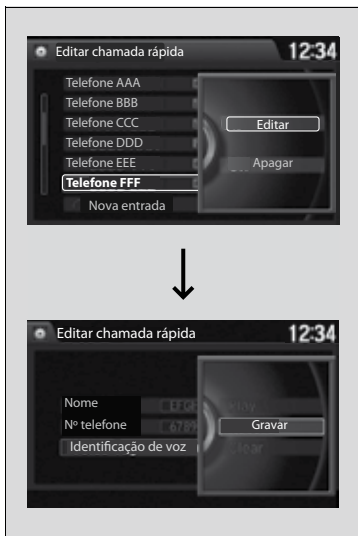 Editar chamada rápida 12:34
Telefone AAA
Telefone BBB
Telefone CCC
Editar
Telefone DDD
Telefone EEE
Apagar
Telefone FFF
Nova entrada
Editar chamada rápida 12:34
Nome
Nº telefone
Gravar
Identificação de voz